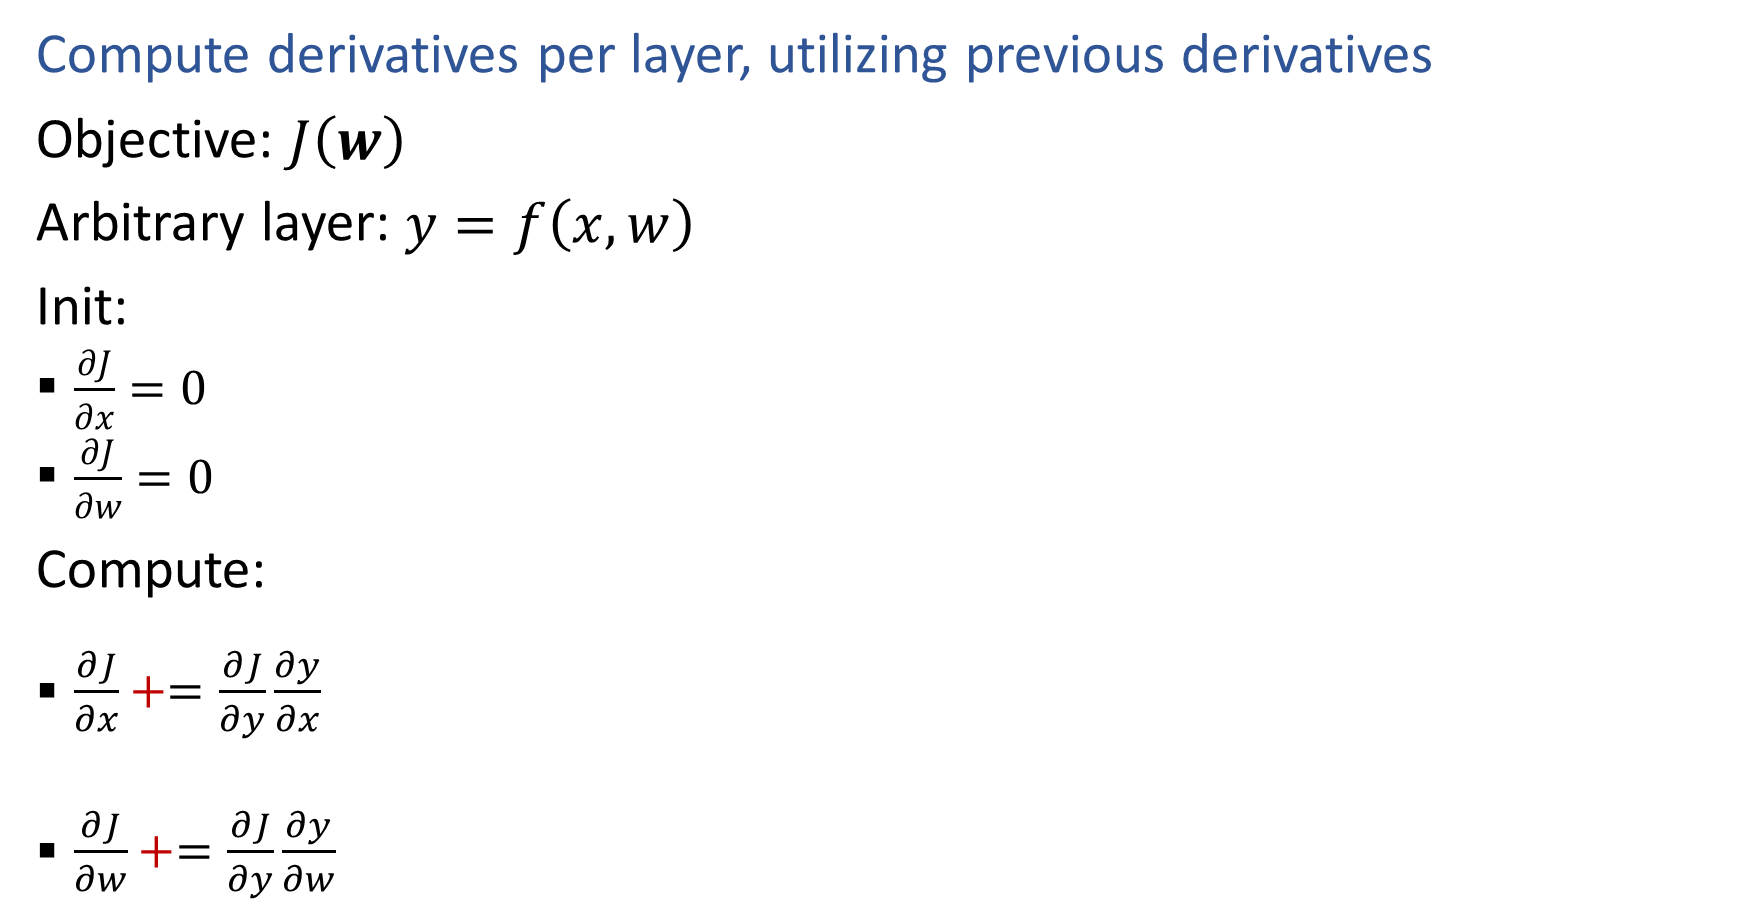 Compute derivatives per layer, utilizing previous derivatives
Objective: J(w)
Arbitrary layer: y = f(x, w)
Init:
▪ ∂J/∂x = 0
▪ ∂J/∂w = 0
Compute:
▪ ∂J/∂x += ∂J/∂y ∂y/∂x
▪ ∂J/∂w += ∂J/∂y ∂y/∂w